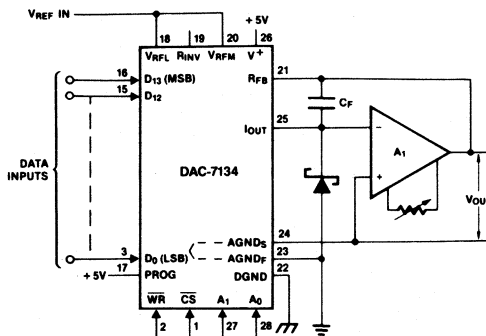 VREF IN
+ 5V
18 19 20 26
VRFL RINV VRFM V+
16 D13 (MSB)
15 D12
RFB 21
CF
IOUT 25
DATA
INPUTS
DAC-7134
A1
− +
VOU
3 D0 (LSB)
+ 5V 17 PROG
AGNDS 24
AGNDF 23
DGND 22
WR CS A1 A0
2 1 27 28